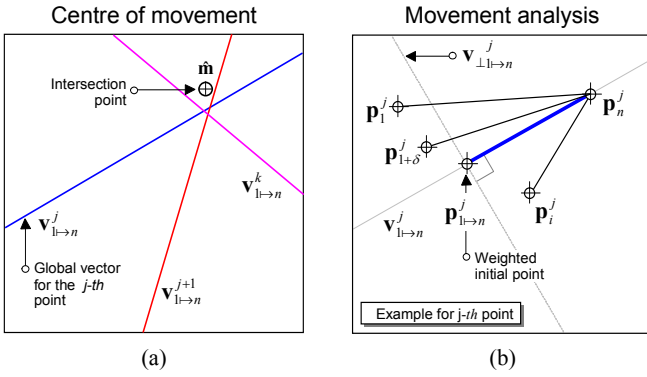 Centre of movement
Movement analysis
m̂
Intersection
point
v^k_{1↦n}
v^j_{1↦n}
Global vector
for the j-th
point
v^{j+1}_{1↦n}
v^j_{⊥1↦n}
p^j_1
p^j_n
p^j_{1+δ}
p^j_{1↦n}
p^j_i
v^j_{1↦n}
Weighted
initial point
Example for j-th point
(a)
(b)